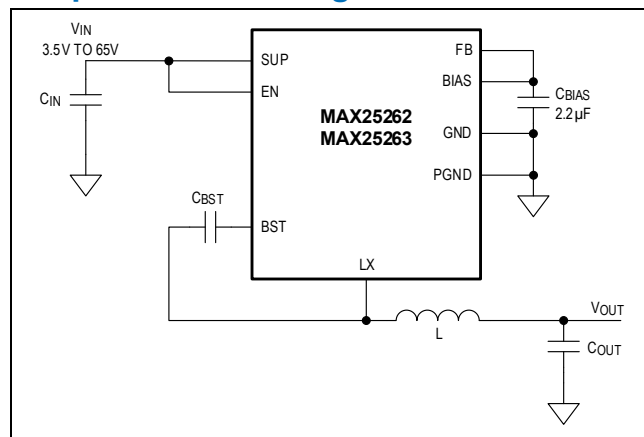 VIN
3.5V TO 65V
CIN
SUP
EN
MAX25262
MAX25263
FB
BIAS
CBIAS
2.2µF
GND
PGND
CBST
BST
LX
L
VOUT
COUT